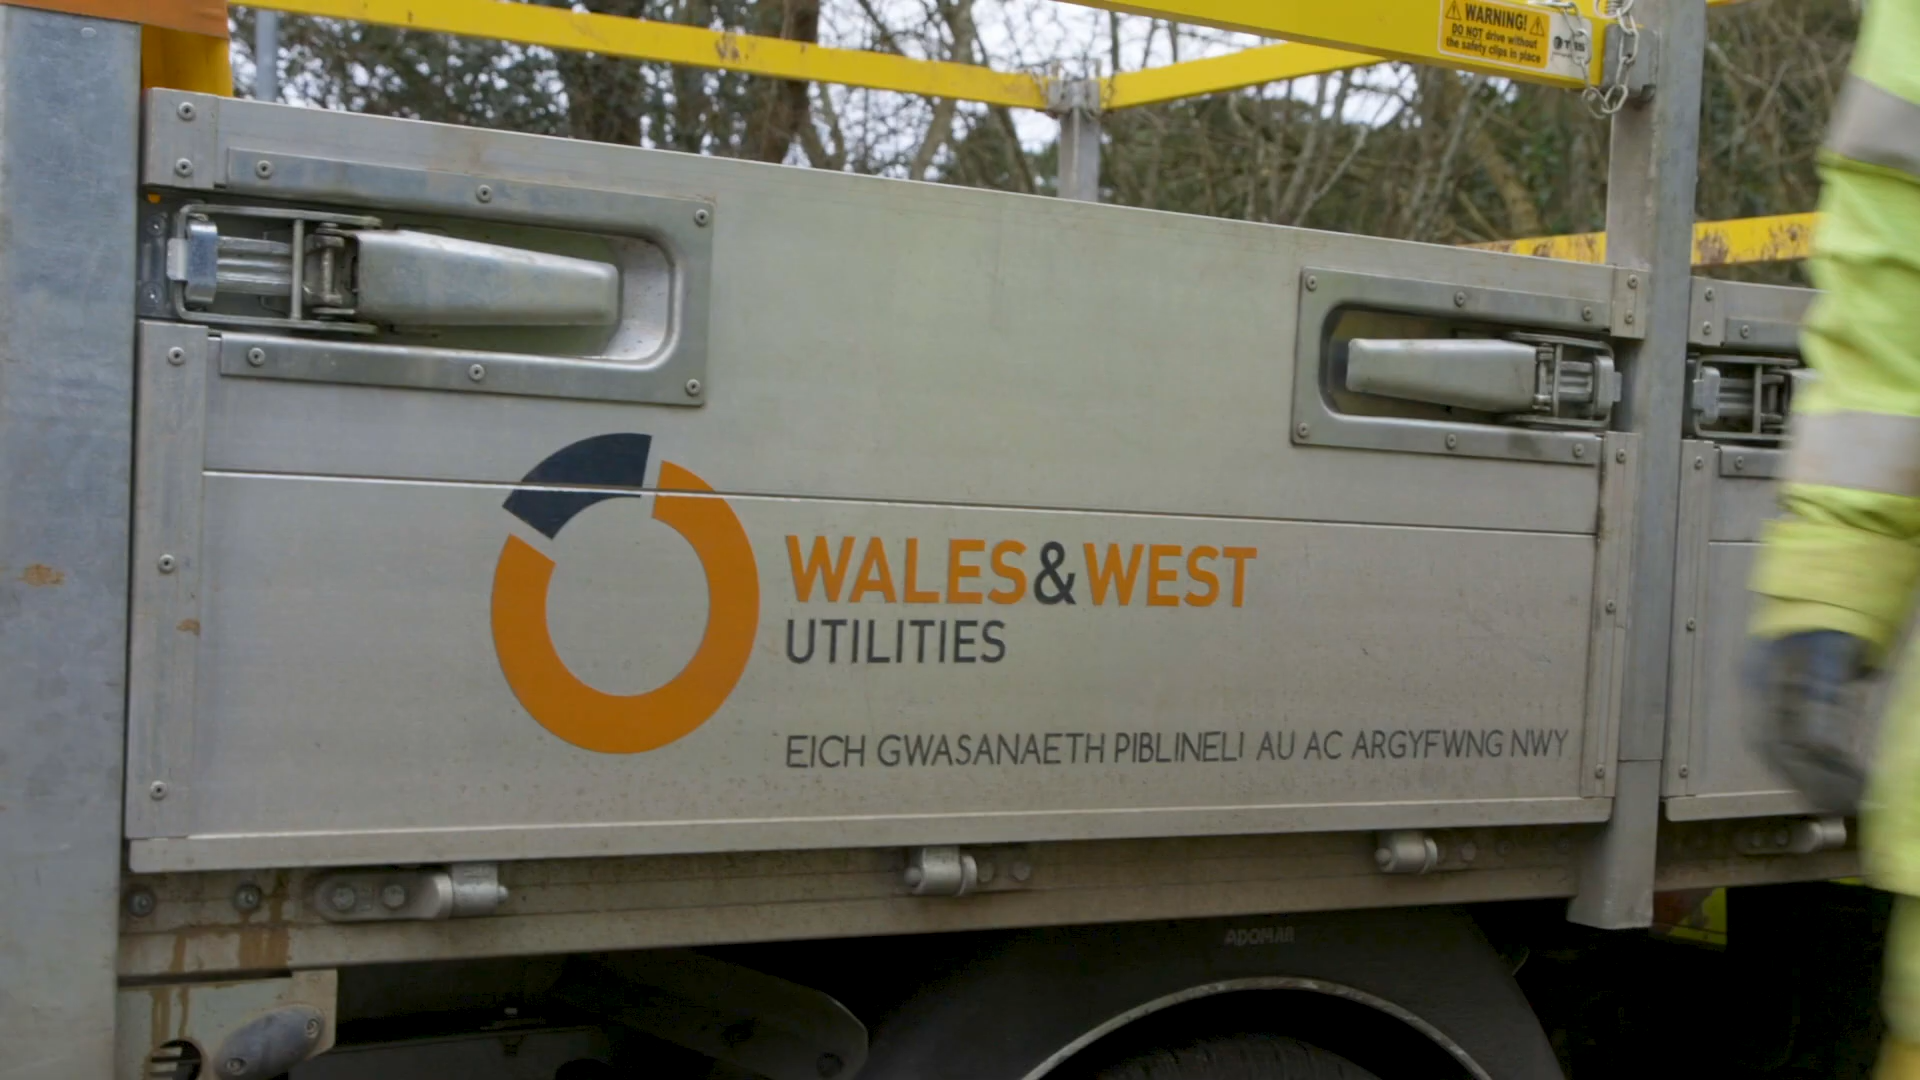 WARNING!
DO NOT drive without
the safety clips in place
WALES&WEST
UTILITIES
EICH GWASANAETH PIBLINELI AU AC ARGYFWNG NWY
ADOMAR